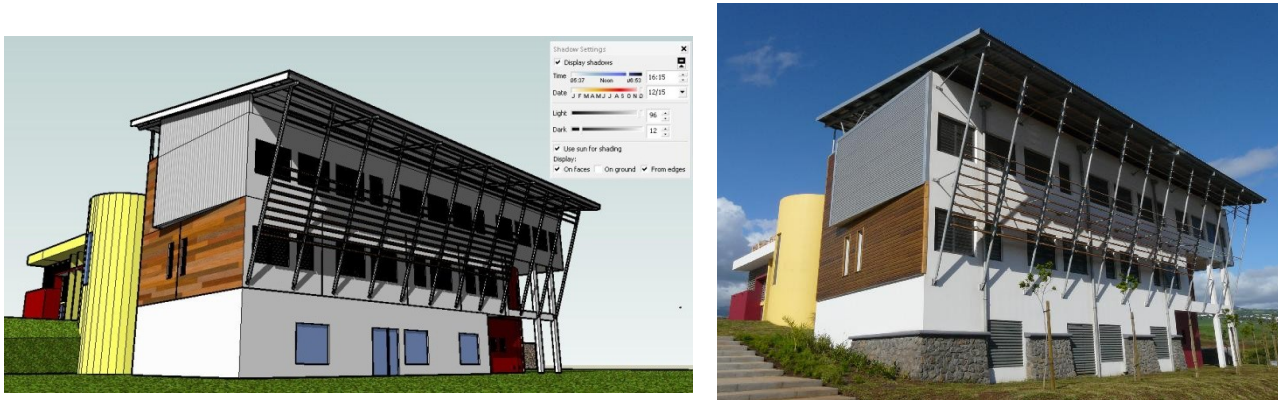 Shadow Settings
Display shadows
Time 05:37 Noon 06:53 16:15
Date J F M A M J J A S O N D 12/15
Light 96
Dark 12
Use sun for shading
Display:
On faces On ground From edges